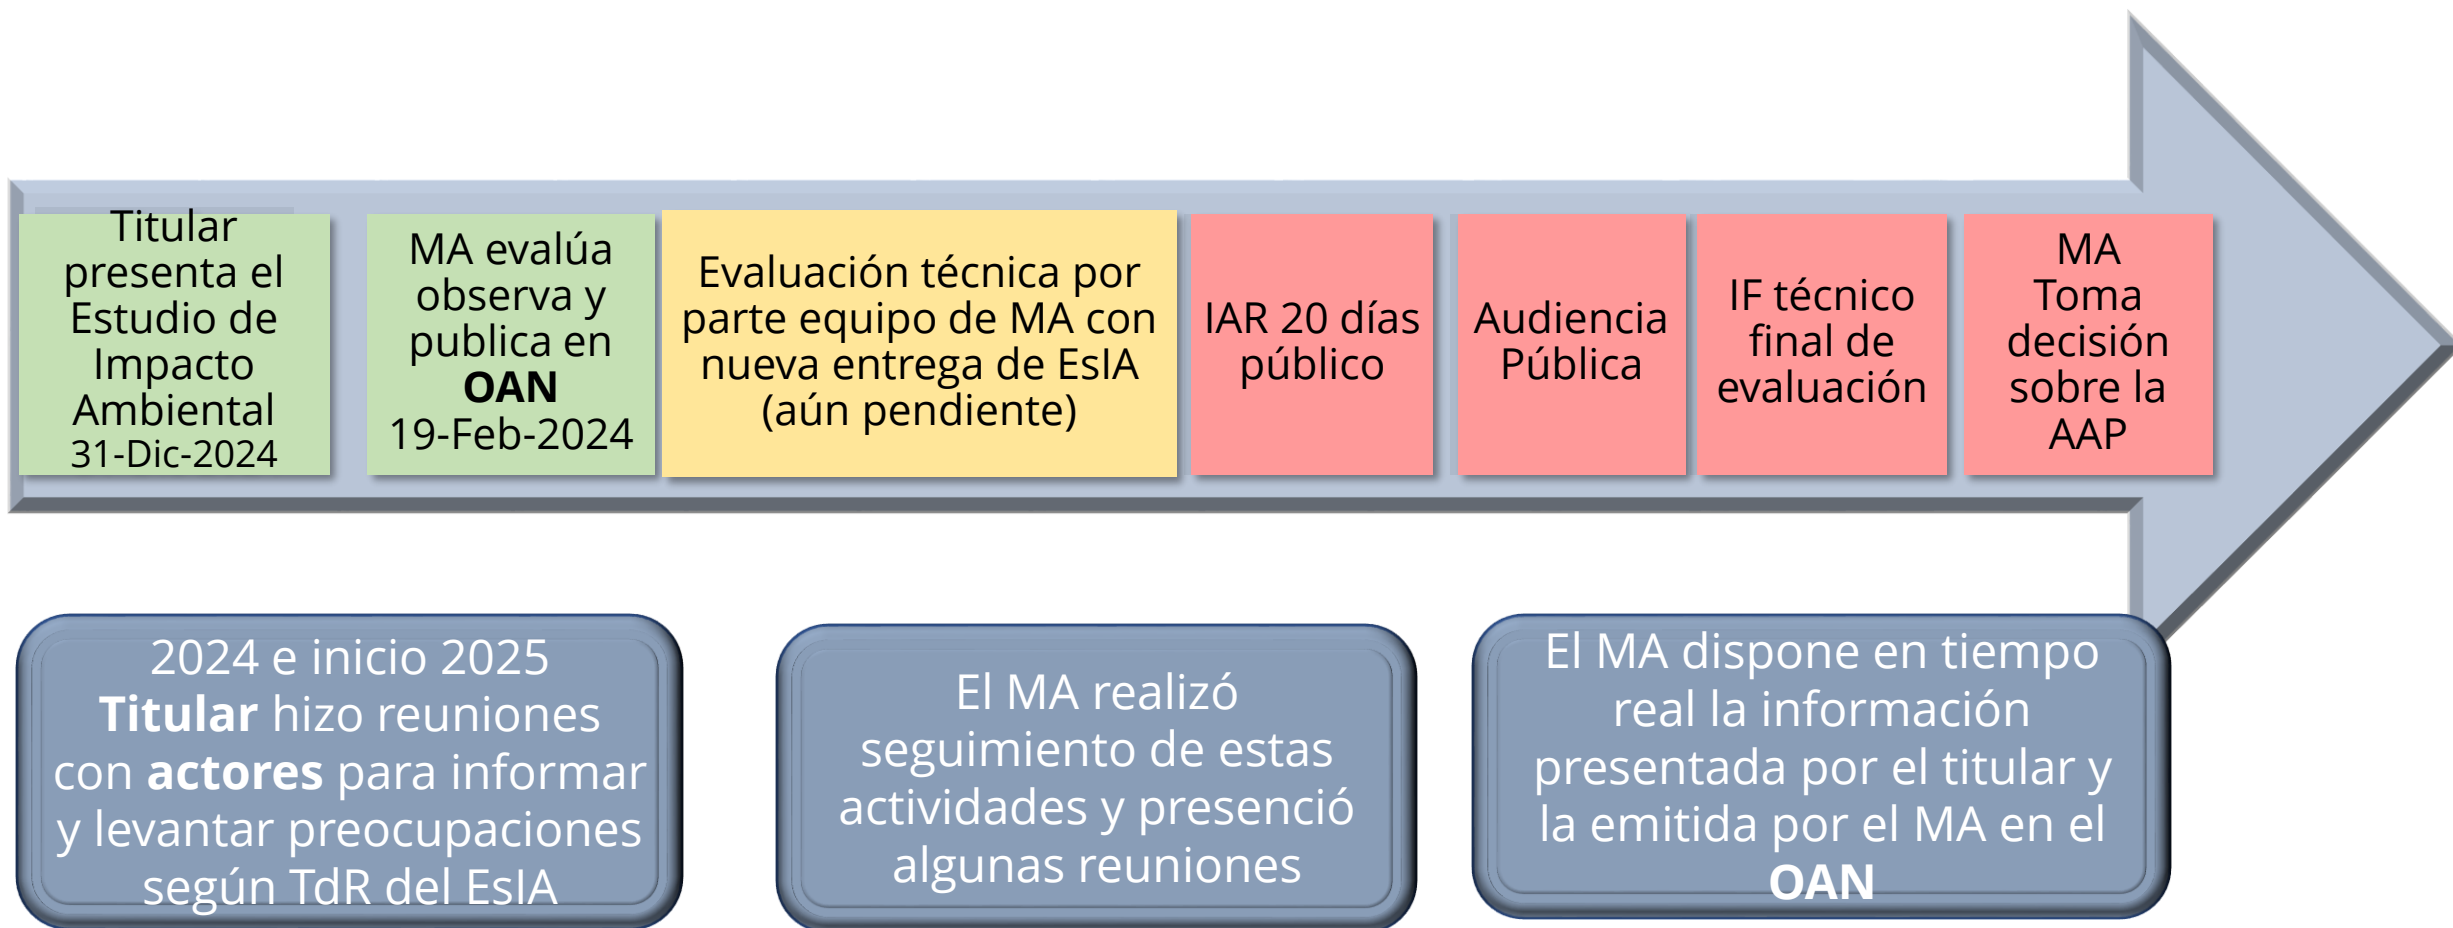 Titular
presenta el
Estudio de
Impacto
Ambiental
31-Dic-2024
MA evalúa
observa y
publica en
OAN
19-Feb-2024
Evaluación técnica por
parte equipo de MA con
nueva entrega de EsIA
(aún pendiente)
IAR 20 días
público
Audiencia
Pública
IF técnico
final de
evaluación
MA
Toma
decisión
sobre la
AAP
2024 e inicio 2025
Titular hizo reuniones
con actores para informar
y levantar preocupaciones
según TdR del EsIA
El MA realizó
seguimiento de estas
actividades y presenció
algunas reuniones
El MA dispone en tiempo
real la información
presentada por el titular y
la emitida por el MA en el
OAN